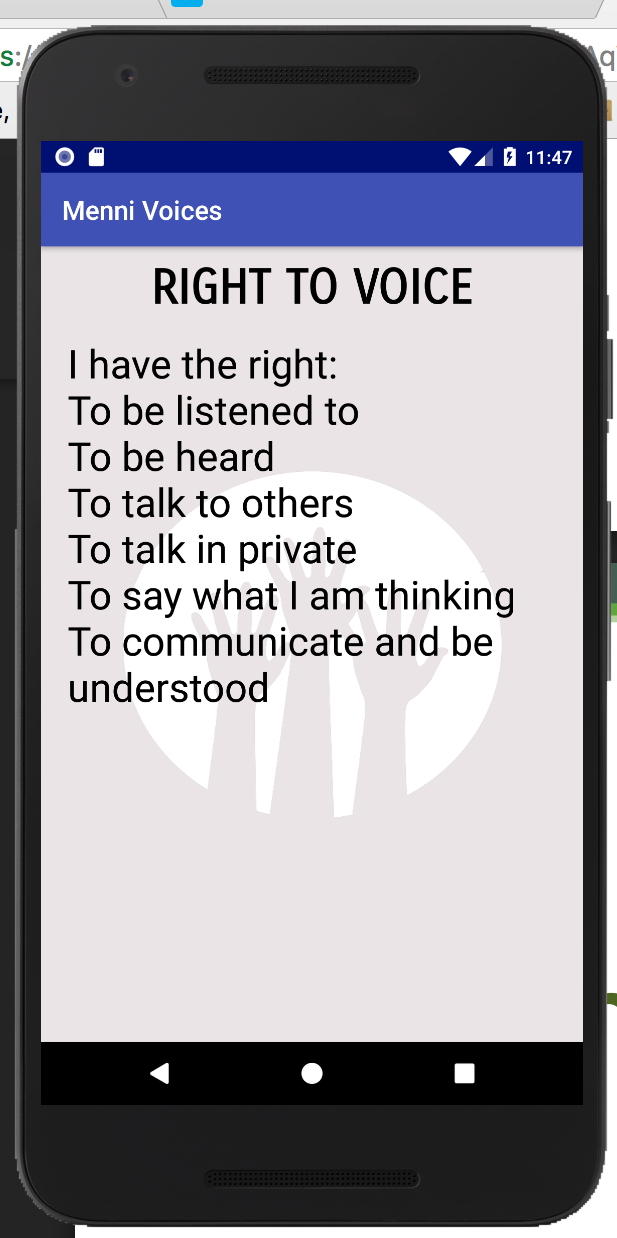 s:/
Aq
e,
11:47
Menni Voices
RIGHT TO VOICE
I have the right:
To be listened to
To be heard
To talk to others
To talk in private
To say what I am thinking
To communicate and be
understood